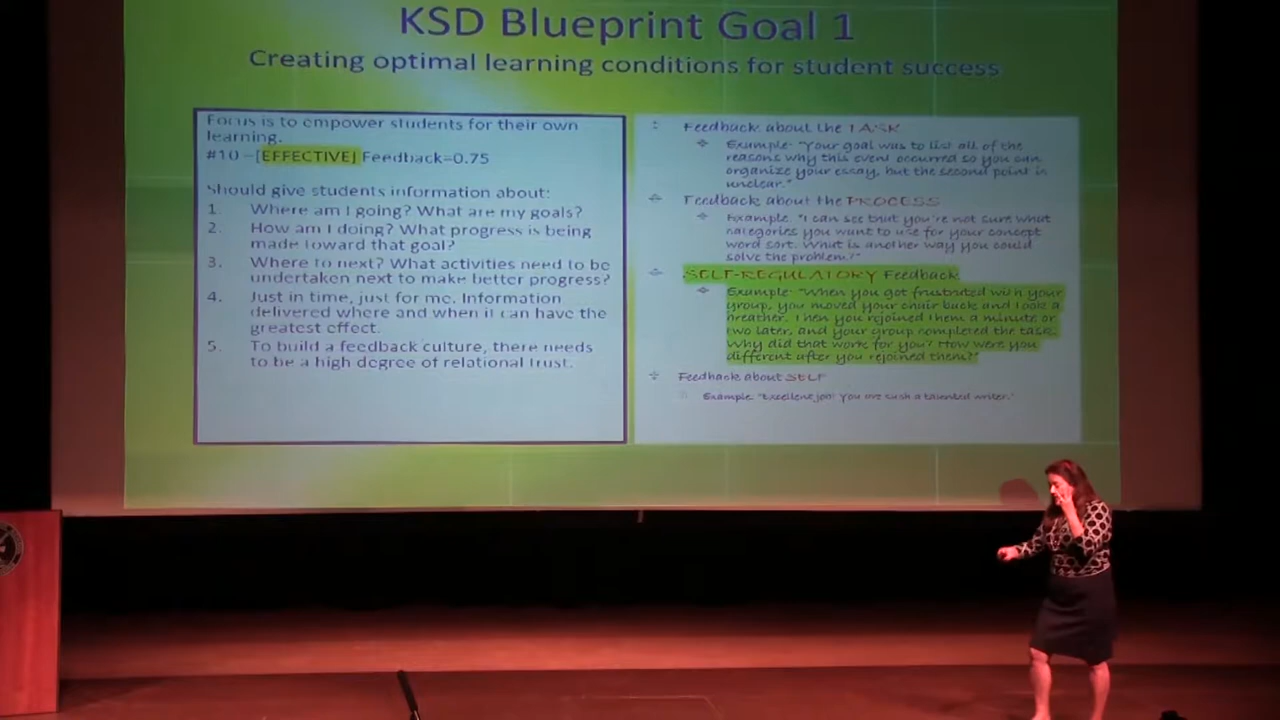 KSD Blueprint Goal 1
Creating optimal learning conditions for student success
Focus is to empower students for their own
learning.
#10 –[EFFECTIVE] Feedback=0.75
Should give students information about:
1. Where am I going? What are my goals?
2. How am I doing? What progress is being
made toward that goal?
3. Where to next? What activities need to be
undertaken next to make better progress?
4. Just in time, just for me. Information
delivered where and when it can have the
greatest effect.
5. To build a feedback culture, there needs
to be a high degree of relational trust.
Feedback about the TASK
Example- "Your goal was to list all of the
reasons why this event occurred so you can
organize your essay, but the second point is
unclear."
Feedback about the PROCESS
Example- "I can see that you're not sure what
categories you want to use for your concept
word sort. What is another way you could
solve the problem?"
SELF-REGULATORY Feedback
Example- "When you got frustrated with your
group, you moved your chair back and took a
breather. Then you rejoined them a minute or
two later, and your group completed the task.
Why did that work for you? How were you
different after you rejoined them?"
Feedback about SELF
Example- "Excellent job! You are such a talented writer."